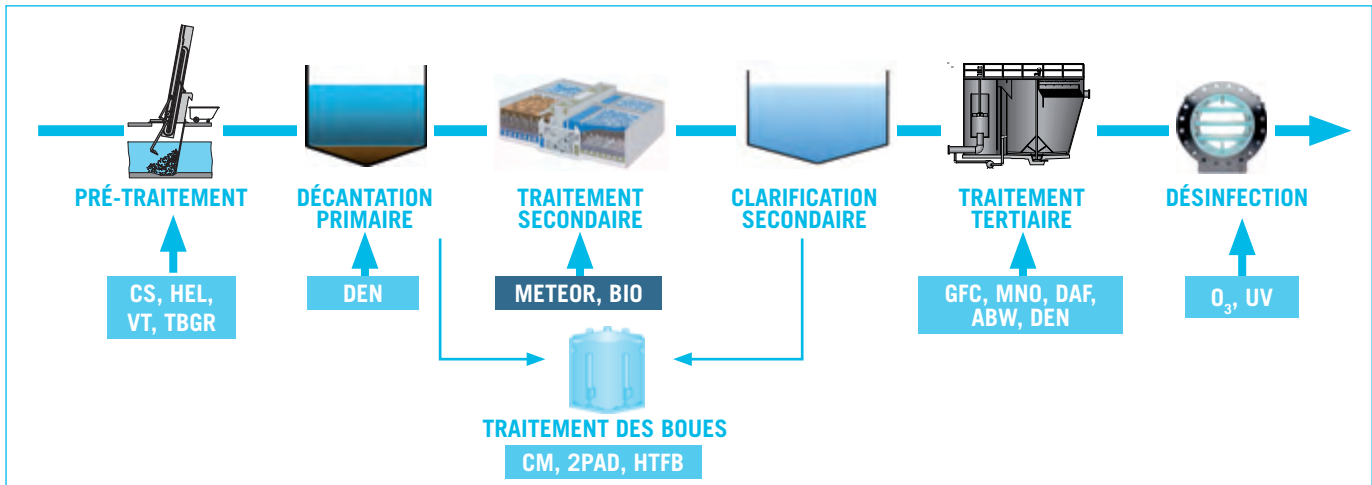 PRÉ-TRAITEMENT
DÉCANTATION
PRIMAIRE
TRAITEMENT
SECONDAIRE
CLARIFICATION
SECONDAIRE
TRAITEMENT
TERTIAIRE
DÉSINFECTION
CS, HEL,
VT, TBGR
DEN
METEOR, BIO
GFC, MNO, DAF,
ABW, DEN
O₃, UV
TRAITEMENT DES BOUES
CM, 2PAD, HTFB